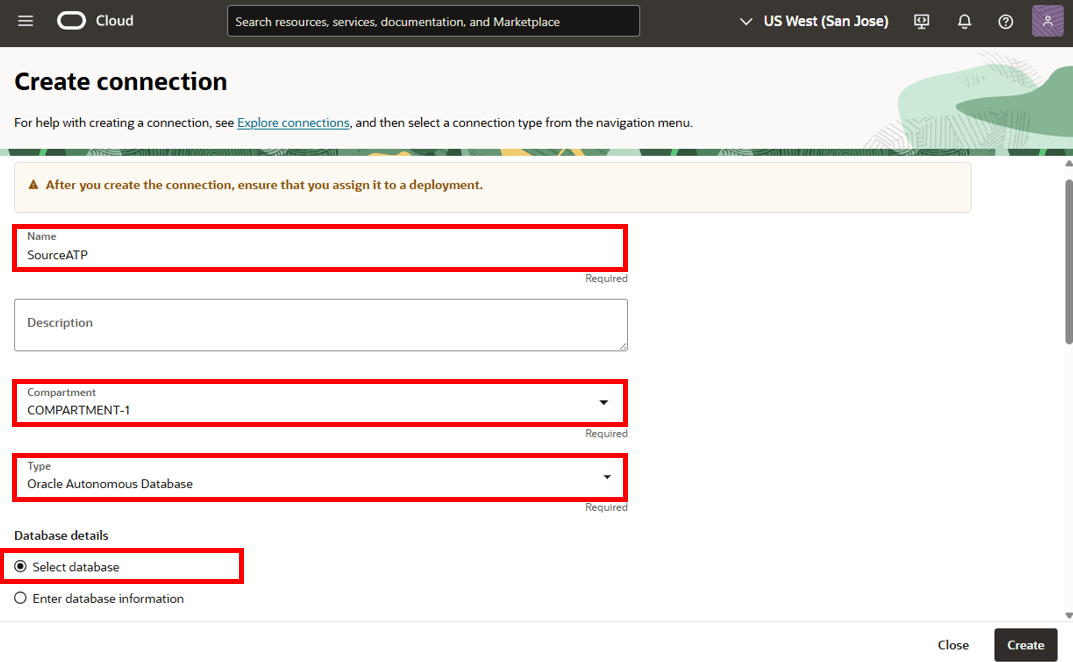 Cloud
Search resources, services, documentation, and Marketplace
US West (San Jose)
Create connection
For help with creating a connection, see Explore connections, and then select a connection type from the navigation menu.
After you create the connection, ensure that you assign it to a deployment.
Name
SourceATP
Required
Description
Compartment
COMPARTMENT-1
Required
Type
Oracle Autonomous Database
Required
Database details
Select database
Enter database information
Close
Create